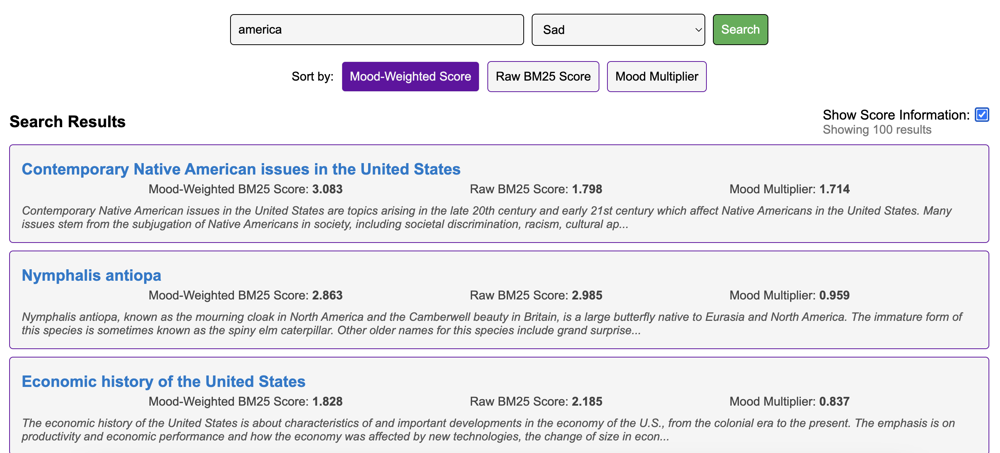 america
Sad
Search
Sort by: Mood-Weighted Score Raw BM25 Score Mood Multiplier
Search Results
Show Score Information:
Showing 100 results
Contemporary Native American issues in the United States
Mood-Weighted BM25 Score: 3.083 Raw BM25 Score: 1.798 Mood Multiplier: 1.714
Contemporary Native American issues in the United States are topics arising in the late 20th century and early 21st century which affect Native Americans in the United States. Many
issues stem from the subjugation of Native Americans in society, including societal discrimination, racism, cultural ap...
Nymphalis antiopa
Mood-Weighted BM25 Score: 2.863 Raw BM25 Score: 2.985 Mood Multiplier: 0.959
Nymphalis antiopa, known as the mourning cloak in North America and the Camberwell beauty in Britain, is a large butterfly native to Eurasia and North America. The immature form of
this species is sometimes known as the spiny elm caterpillar. Other older names for this species include grand surprise...
Economic history of the United States
Mood-Weighted BM25 Score: 1.828 Raw BM25 Score: 2.185 Mood Multiplier: 0.837
The economic history of the United States is about characteristics of and important developments in the economy of the U.S., from the colonial era to the present. The emphasis is on
productivity and economic performance and how the economy was affected by new technologies, the change of size in econ...